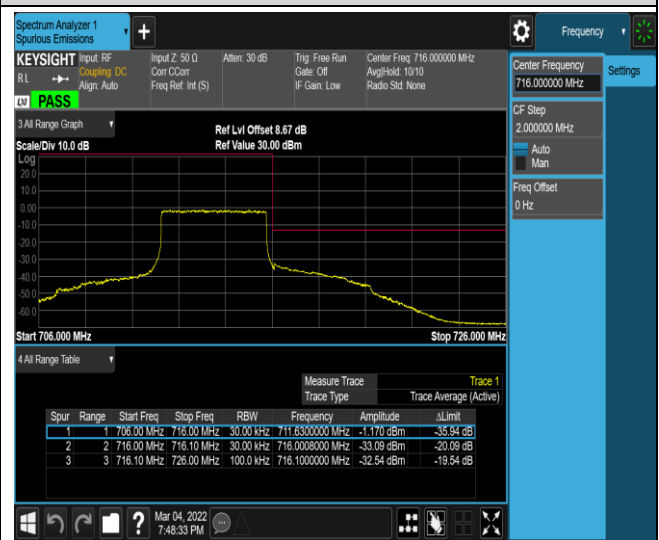 Spectrum Analyzer 1
Spurious Emissions
Frequency
KEYSIGHT Input: RF
RL
Coupling: DC
Align: Auto
Input Z: 50 Ω
Corr CCorr
Freq Ref: Int (S)
Atten: 30 dB
Trig: Free Run
Gate: Off
IF Gain: Low
Center Freq: 716.000000 MHz
Avg|Hold: 10/10
Radio Std: None
LXI PASS
Center Frequency
716.000000 MHz
Settings
CF Step
2.000000 MHz
Auto
Man
Freq Offset
0 Hz
3 All Range Graph
Ref Lvl Offset 8.67 dB
Scale/Div 10.0 dB
Ref Value 30.00 dBm
Log
20.0
10.0
0.00
-10.0
-20.0
-30.0
-40.0
-50.0
-60.0
Start 706.000 MHz
Stop 726.000 MHz
4 All Range Table
Measure Trace Trace 1
Trace Type Trace Average (Active)
Spur Range Start Freq Stop Freq RBW Frequency Amplitude ΔLimit
1 1 706.00 MHz 716.00 MHz 30.00 kHz 711.6300000 MHz -1.170 dBm -35.94 dB
2 2 716.00 MHz 716.10 MHz 30.00 kHz 716.0008000 MHz -33.09 dBm -20.09 dB
3 3 716.10 MHz 726.00 MHz 100.0 kHz 716.1000000 MHz -32.54 dBm -19.54 dB
Mar 04, 2022
7:48:33 PM